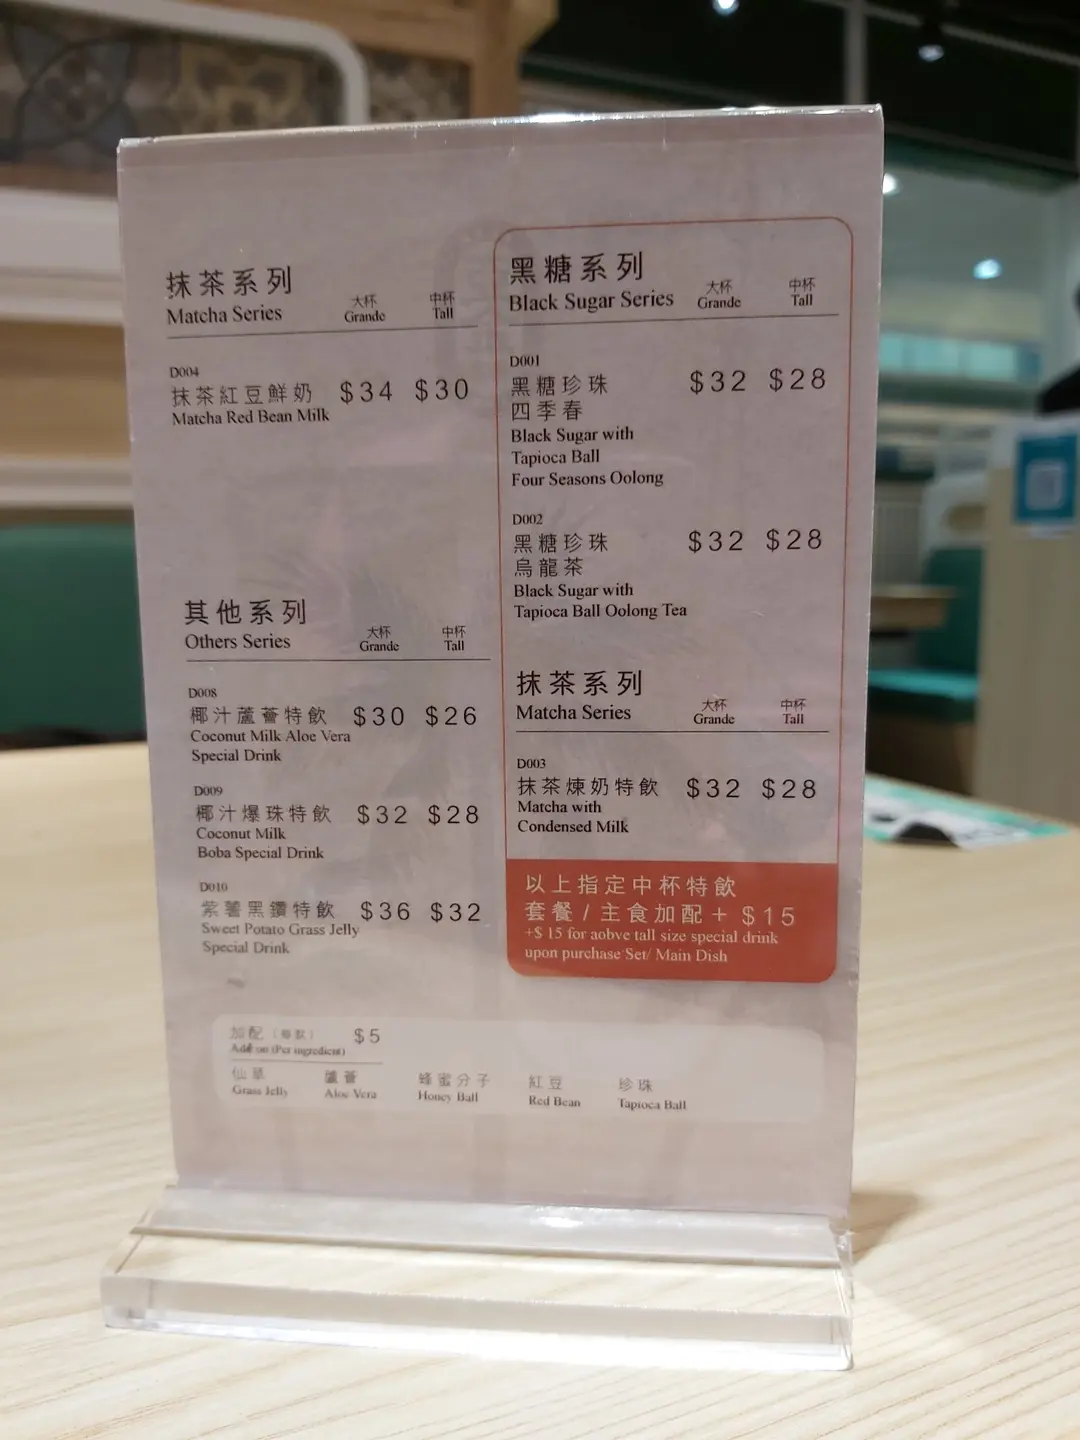 抹茶系列
Matcha Series
大杯
Grande
中杯
Tall
D004
抹茶紅豆鮮奶 $34 $30
Matcha Red Bean Milk
其他系列
Others Series
大杯
Grande
中杯
Tall
D008
椰汁蘆薈特飲 $30 $26
Coconut Milk Aloe Vera
Special Drink
D009
椰汁爆珠特飲 $32 $28
Coconut Milk
Boba Special Drink
D010
紫薯黑鑽特飲 $36 $32
Sweet Potato Grass Jelly
Special Drink
黑糖系列
Black Sugar Series
大杯
Grande
中杯
Tall
D001
黑糖珍珠 $32 $28
四季春
Black Sugar with
Tapioca Ball
Four Seasons Oolong
D002
黑糖珍珠 $32 $28
烏龍茶
Black Sugar with
Tapioca Ball Oolong Tea
抹茶系列
Matcha Series
大杯
Grande
中杯
Tall
D003
抹茶煉奶特飲 $32 $28
Matcha with
Condensed Milk
以上指定中杯特飲
套餐/主食加配+ $15
+$ 15 for aobve tall size special drink
upon purchase Set/ Main Dish
加配（每款） $5
Add on (Per ingredient)
仙草
Grass Jelly
蘆薈
Aloe Vera
蜂蜜分子
Honey Ball
紅豆
Red Bean
珍珠
Tapioca Ball